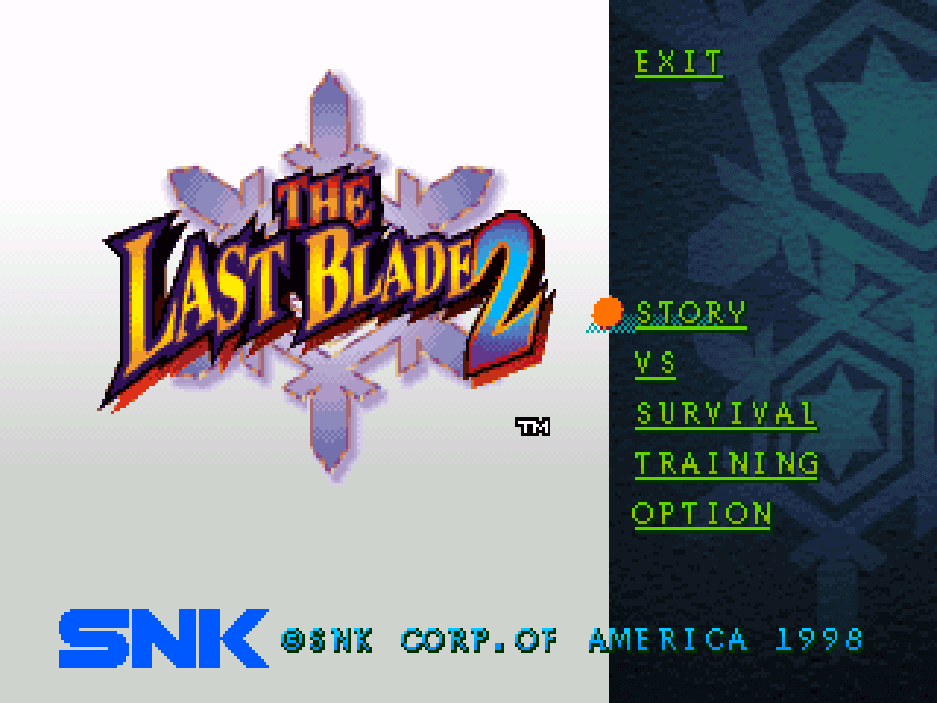 THE
LAST BLADE 2
TM
EXIT
STORY
VS
SURVIVAL
TRAINING
OPTION
SNK ©SNK CORP.OF AMERICA 1998